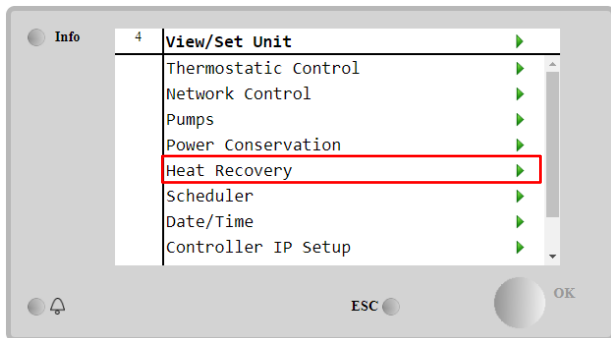 Info
4 View/Set Unit
Thermostatic Control
Network Control
Pumps
Power Conservation
Heat Recovery
Scheduler
Date/Time
Controller IP Setup
ESC
OK